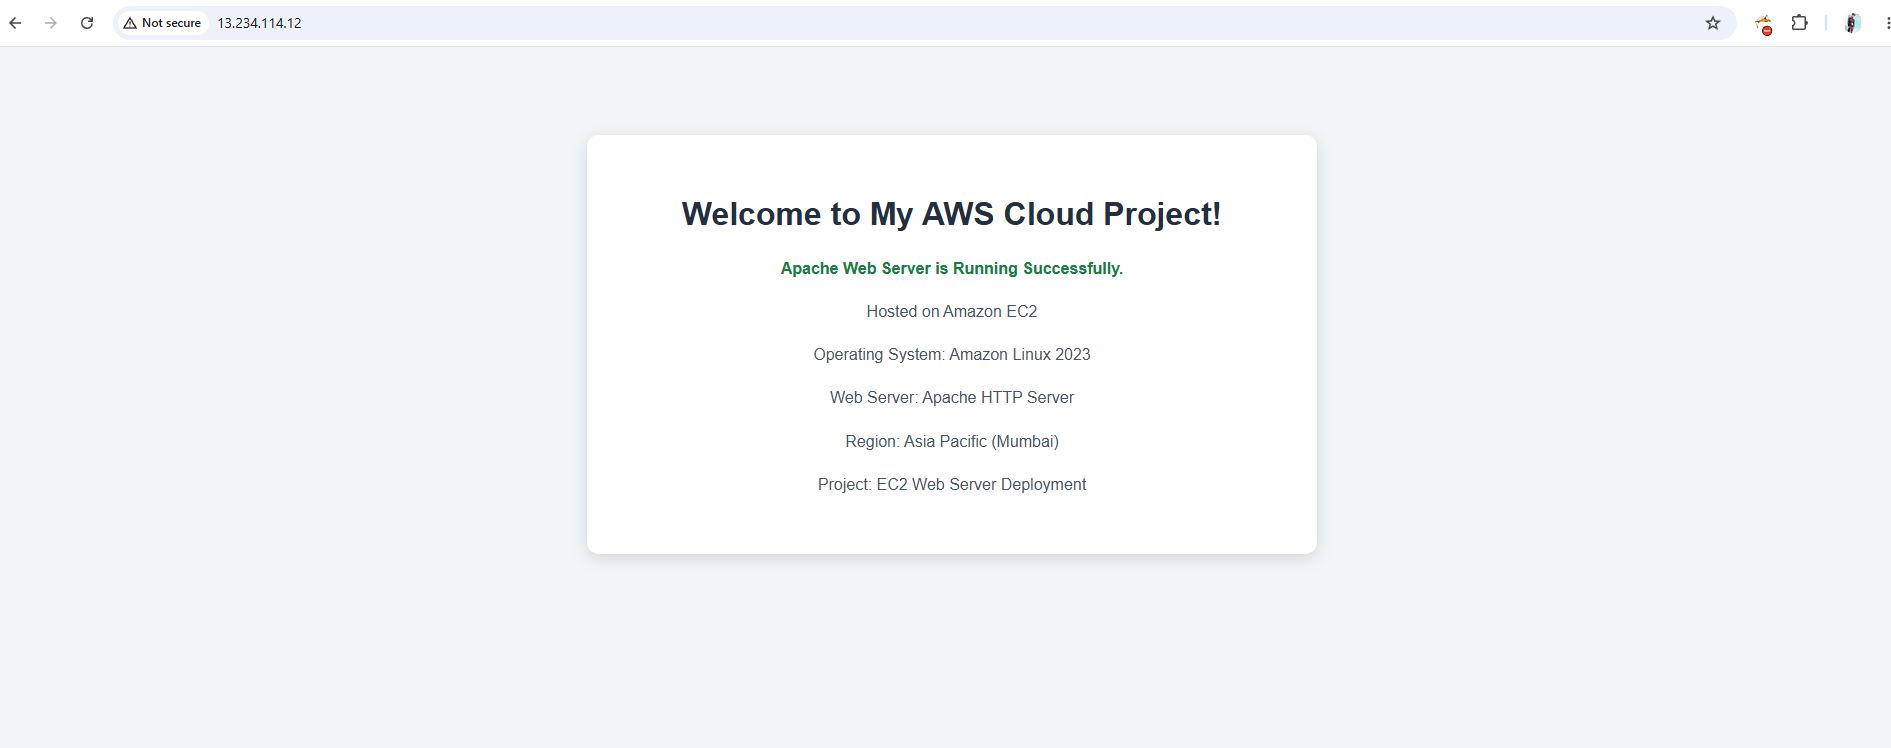 Not secure 13.234.114.12
Welcome to My AWS Cloud Project!
Apache Web Server is Running Successfully.
Hosted on Amazon EC2
Operating System: Amazon Linux 2023
Web Server: Apache HTTP Server
Region: Asia Pacific (Mumbai)
Project: EC2 Web Server Deployment